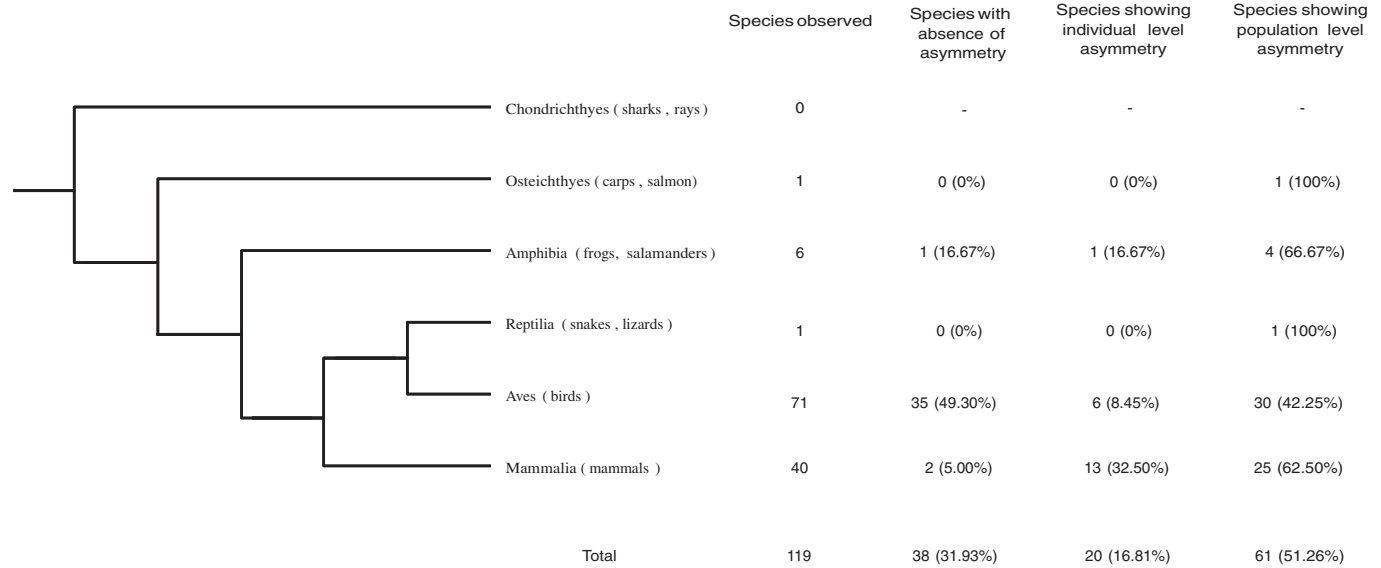 Species observed
Species with
absence of
asymmetry
Species showing
individual level
asymmetry
Species showing
population level
asymmetry
Chondrichthyes ( sharks , rays ) 0 - - -
Osteichthyes ( carps , salmon) 1 0 (0%) 0 (0%) 1 (100%)
Amphibia ( frogs, salamanders ) 6 1 (16.67%) 1 (16.67%) 4 (66.67%)
Reptilia ( snakes , lizards ) 1 0 (0%) 0 (0%) 1 (100%)
Aves ( birds ) 71 35 (49.30%) 6 (8.45%) 30 (42.25%)
Mammalia ( mammals ) 40 2 (5.00%) 13 (32.50%) 25 (62.50%)
Total 119 38 (31.93%) 20 (16.81%) 61 (51.26%)